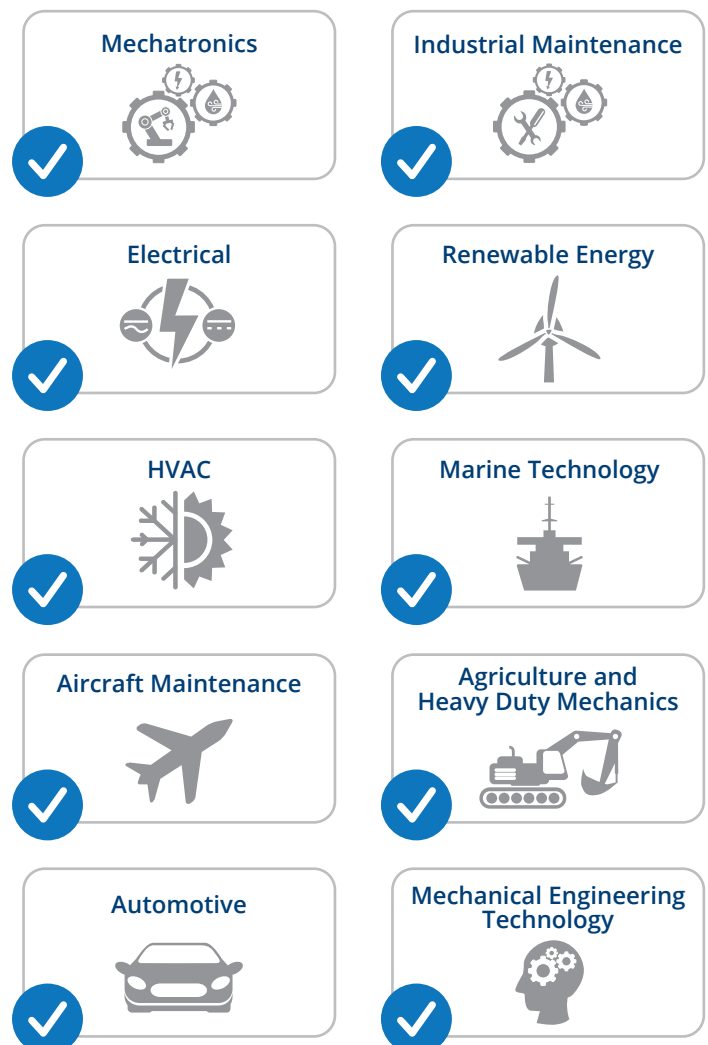 Mechatronics
Industrial Maintenance
Electrical
Renewable Energy
HVAC
Marine Technology
Aircraft Maintenance
Agriculture and
Heavy Duty Mechanics
Automotive
Mechanical Engineering
Technology